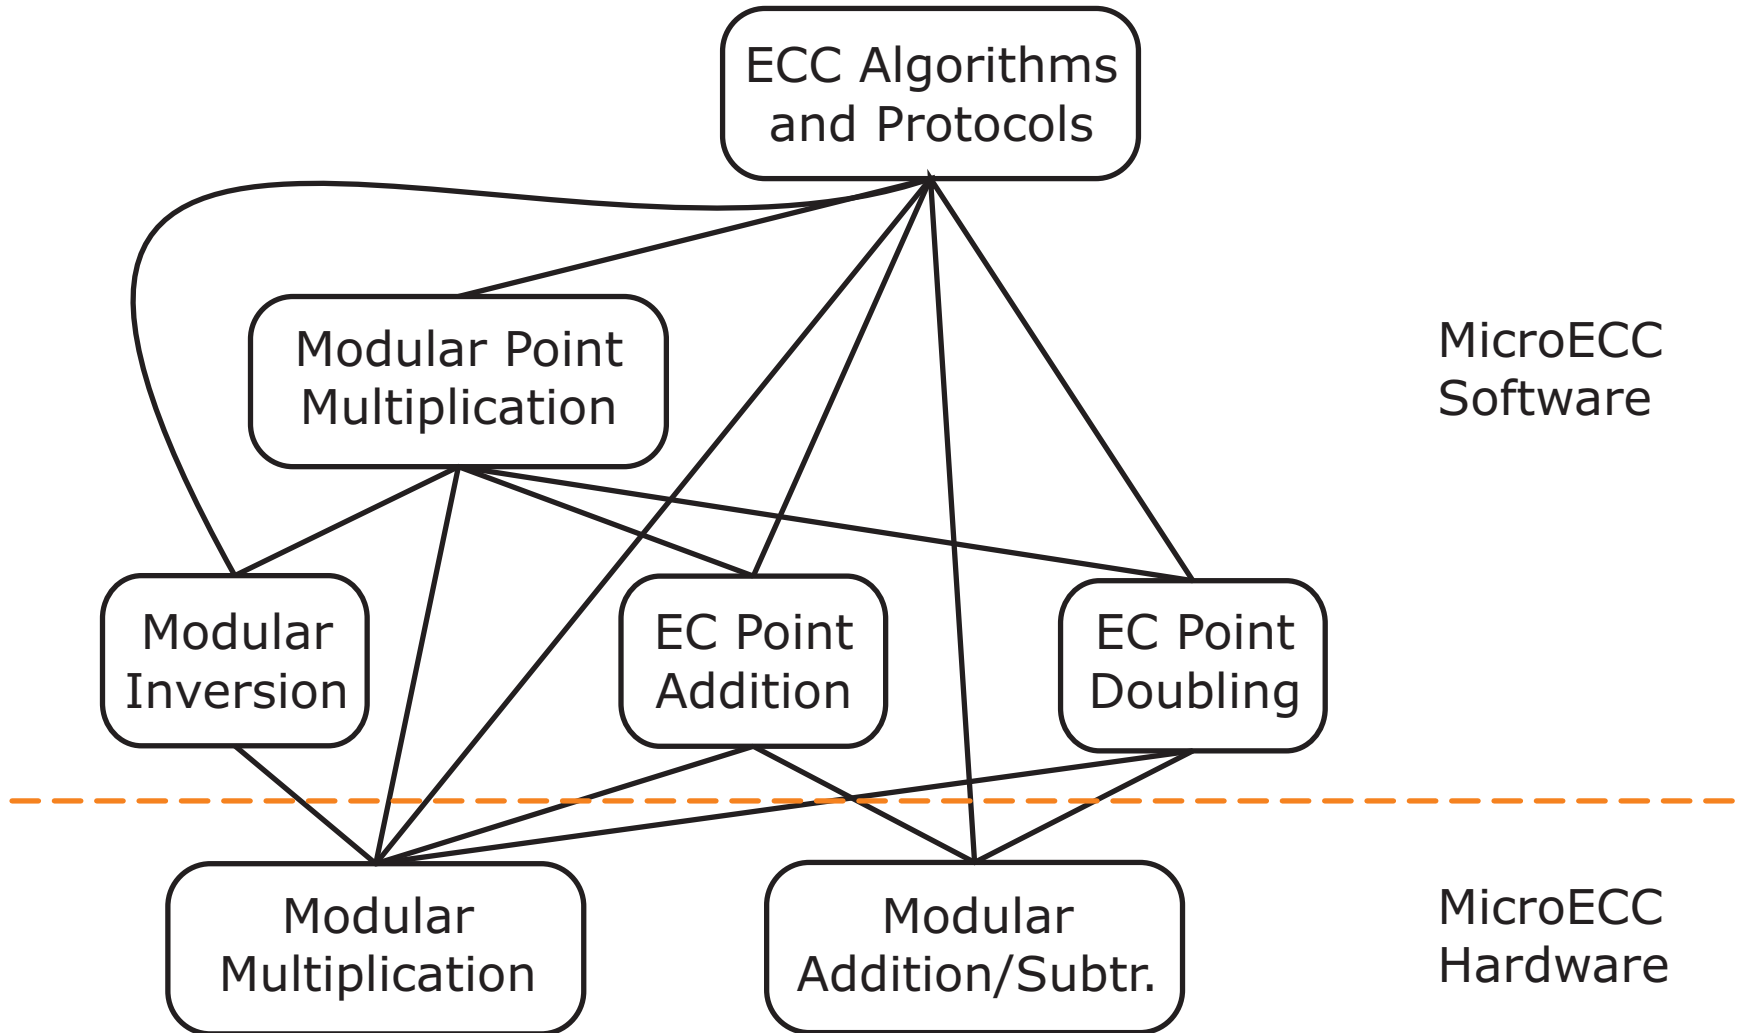 ECC Algorithms
and Protocols
Modular Point
Multiplication
MicroECC
Software
Modular
Inversion
EC Point
Addition
EC Point
Doubling
Modular
Multiplication
Modular
Addition/Subtr.
MicroECC
Hardware